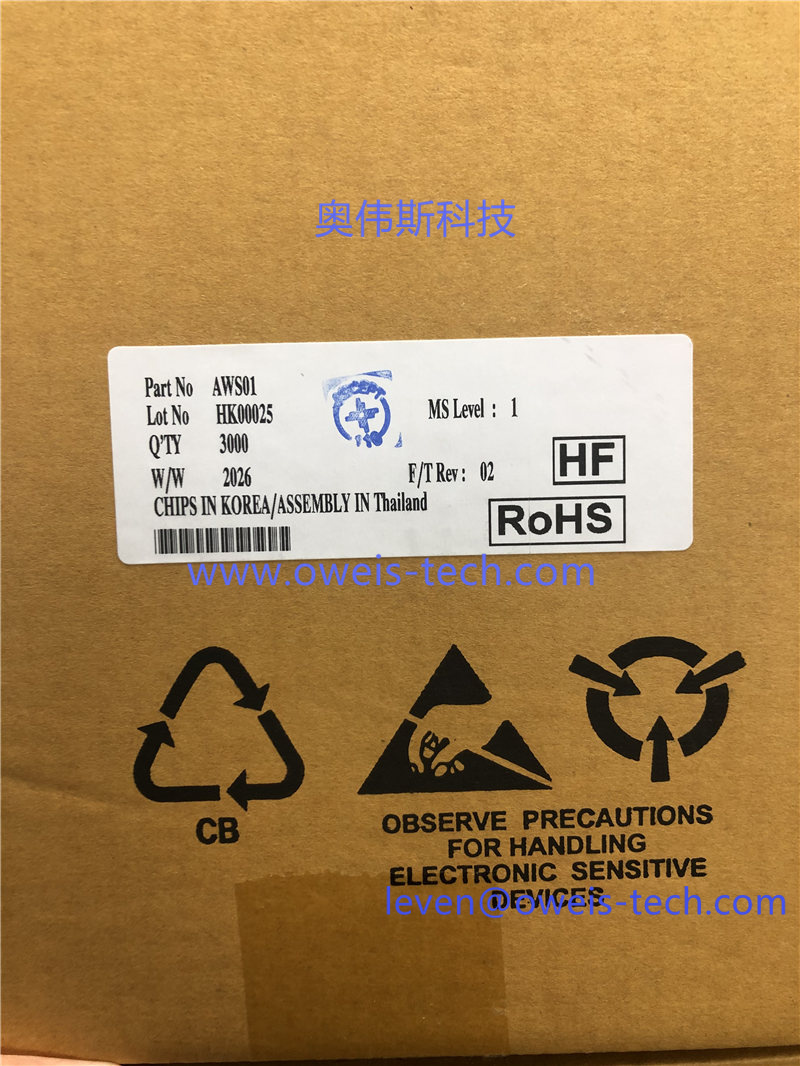 奥伟斯科技
Part No AWS01
Lot No HK00025
Q'TY 3000
W/W 2026
CHIPS IN KOREA/ASSEMBLY IN Thailand
ACCEPT
110
MS Level : 1
F/T Rev : 02
HF
RoHS
www.oweis-tech.com
CB
OBSERVE PRECAUTIONS
FOR HANDLING
ELECTRONIC SENSITIVE
DEVICES
leven@oweis-tech.com